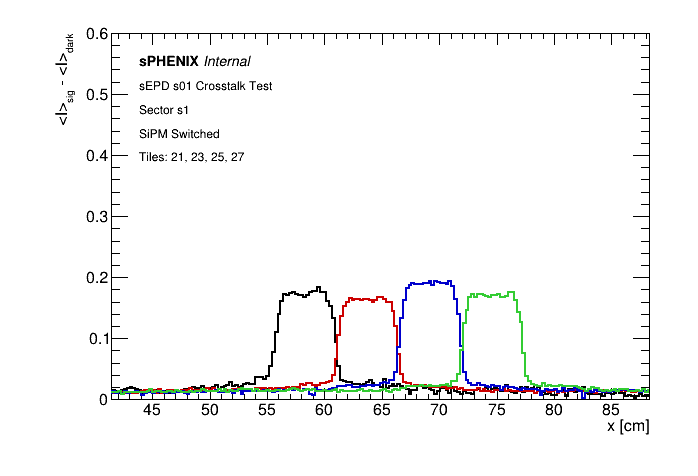 <I>sig - <I>dark
0.6
0.5
0.4
0.3
0.2
0.1
0
sPHENIX Internal
sEPD s01 Crosstalk Test
Sector s1
SiPM Switched
Tiles: 21, 23, 25, 27
45 50 55 60 65 70 75 80 85
x [cm]